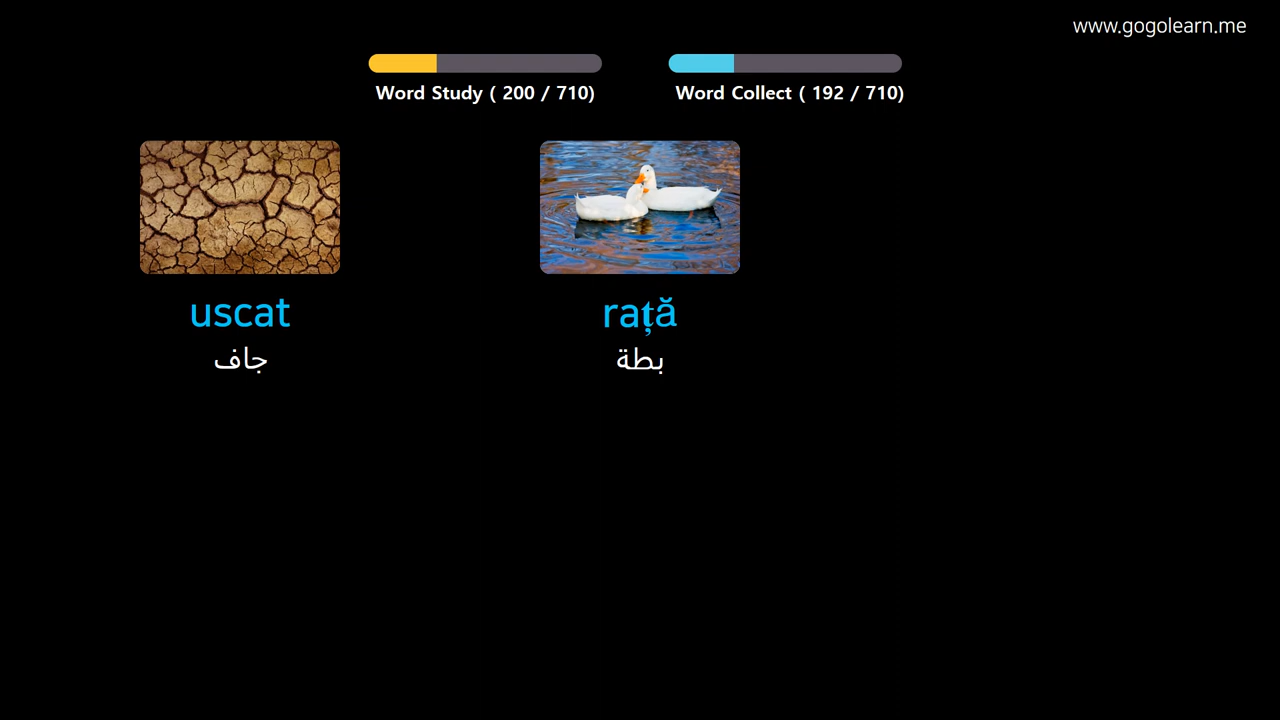 www.gogolearn.me
Word Study ( 200 / 710)
Word Collect ( 192 / 710)
uscat
جاف
rață
بطة